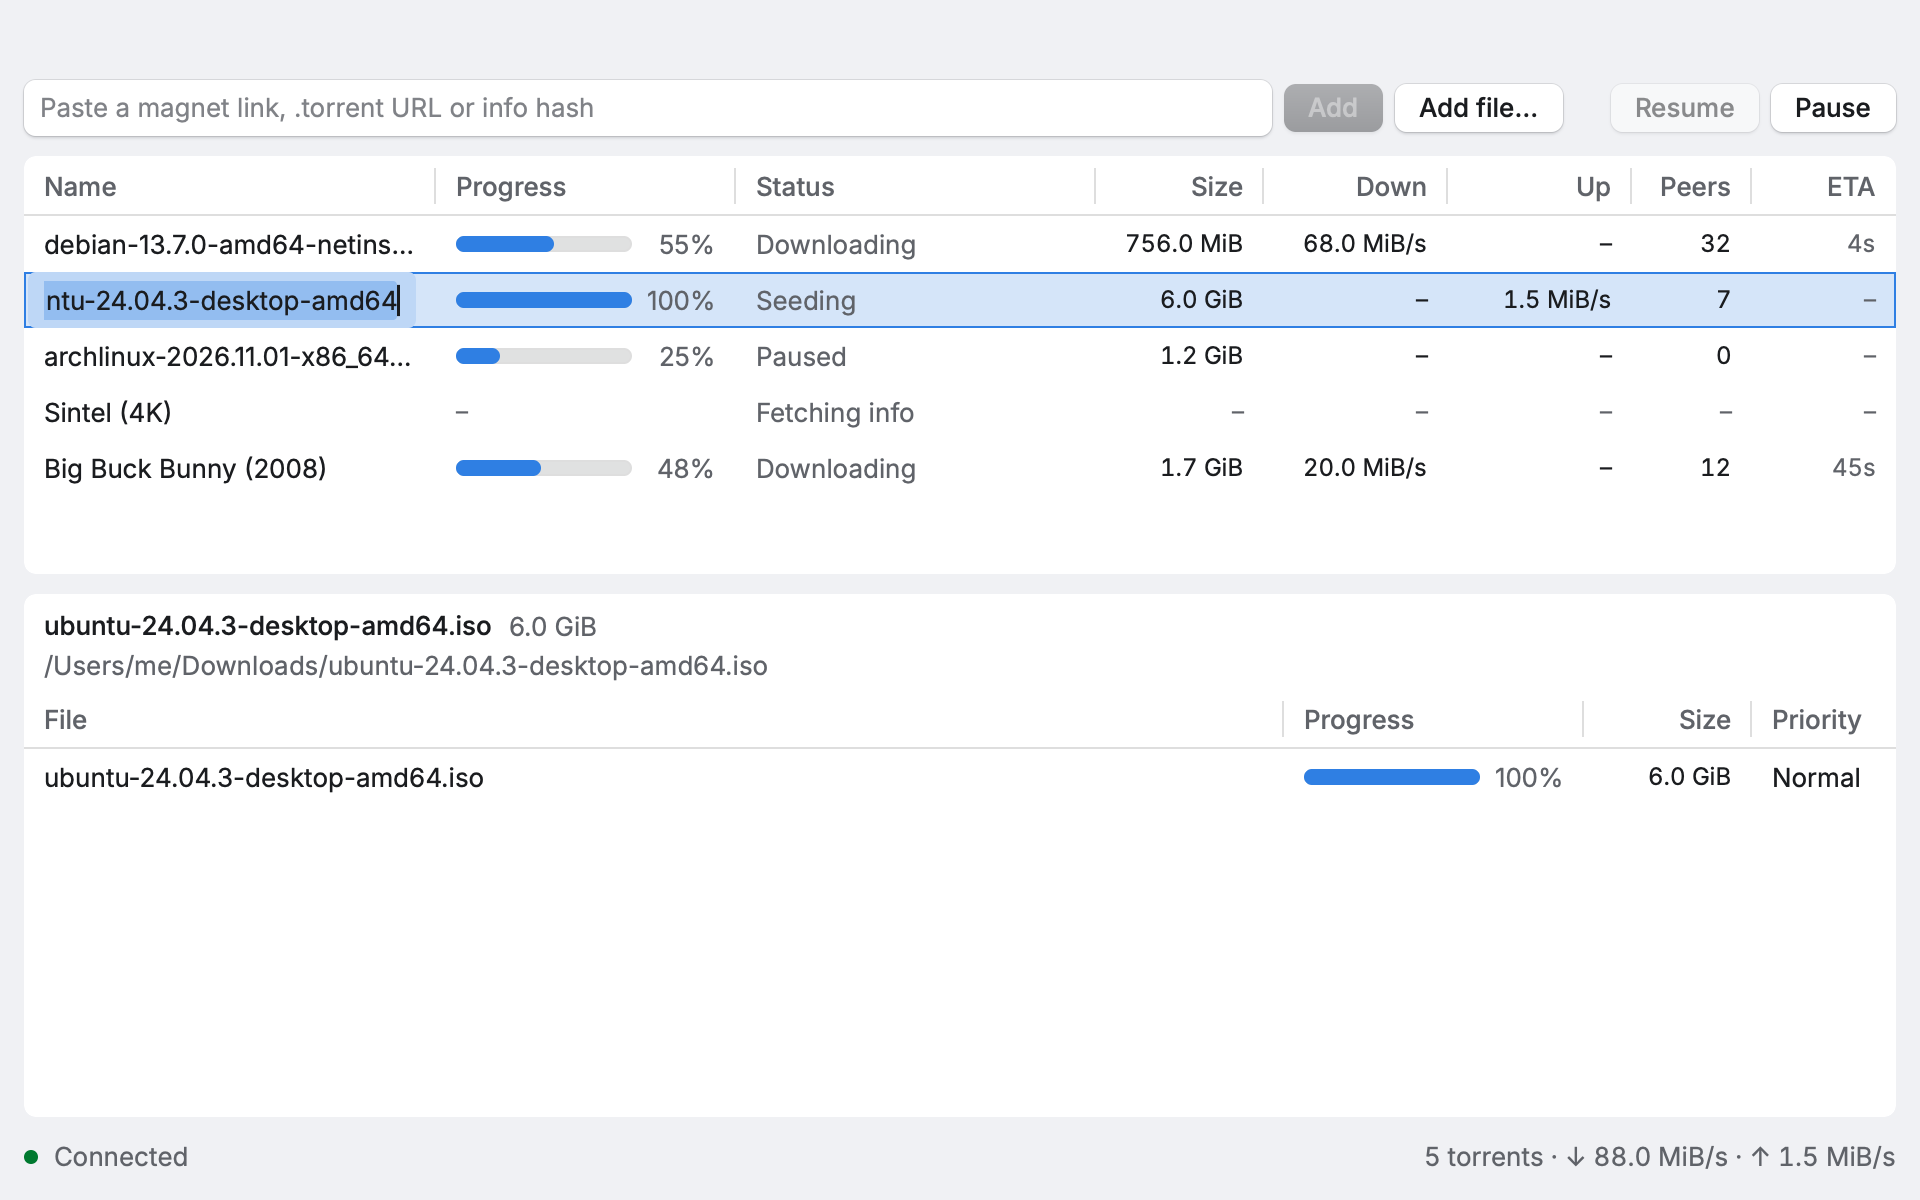 Paste a magnet link, .torrent URL or info hash Add Add file... Resume Pause
Name Progress Status Size Down Up Peers ETA
debian-13.7.0-amd64-netins... 55% Downloading 756.0 MiB 68.0 MiB/s – 32 4s
ntu-24.04.3-desktop-amd64 100% Seeding 6.0 GiB – 1.5 MiB/s 7 –
archlinux-2026.11.01-x86_64... 25% Paused 1.2 GiB – – 0 –
Sintel (4K) – Fetching info – – – – –
Big Buck Bunny (2008) 48% Downloading 1.7 GiB 20.0 MiB/s – 12 45s
ubuntu-24.04.3-desktop-amd64.iso 6.0 GiB
/Users/me/Downloads/ubuntu-24.04.3-desktop-amd64.iso
File Progress Size Priority
ubuntu-24.04.3-desktop-amd64.iso 100% 6.0 GiB Normal
Connected 5 torrents · ↓ 88.0 MiB/s · ↑ 1.5 MiB/s